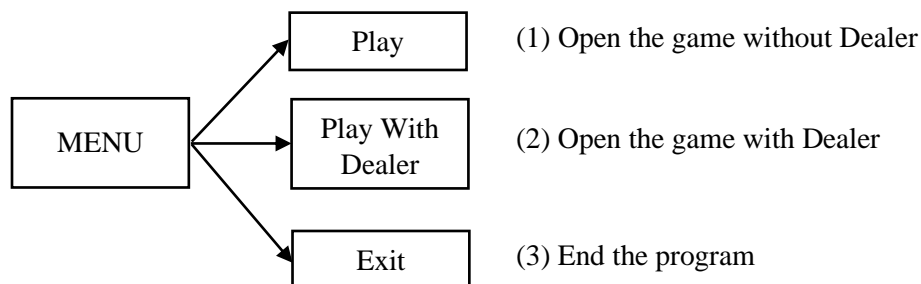 Play
(1) Open the game without Dealer
MENU
Play With
Dealer
(2) Open the game with Dealer
Exit
(3) End the program